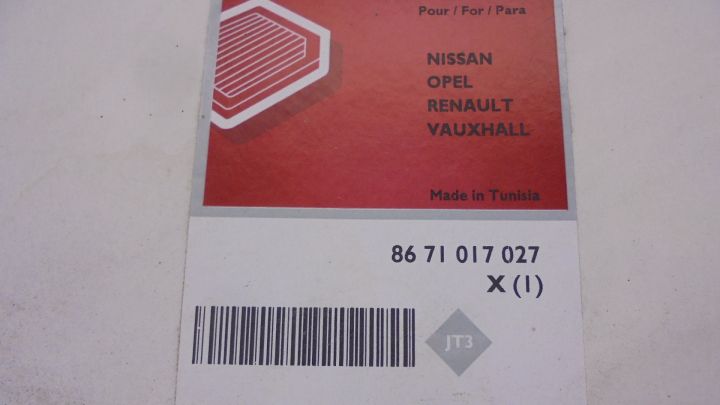 Pour / For / Para
NISSAN
OPEL
RENAULT
VAUXHALL
Made in Tunisia
86 71 017 027
X (1)
JT3